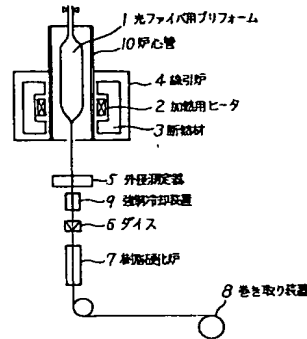 1 光ファイバ用プリフォーム
10 炉心管
4 線引炉
2 加熱用ヒータ
3 断熱材
5 外径測定器
9 強制冷却装置
6 ダイス
7 樹脂硬化炉
8 巻き取り装置